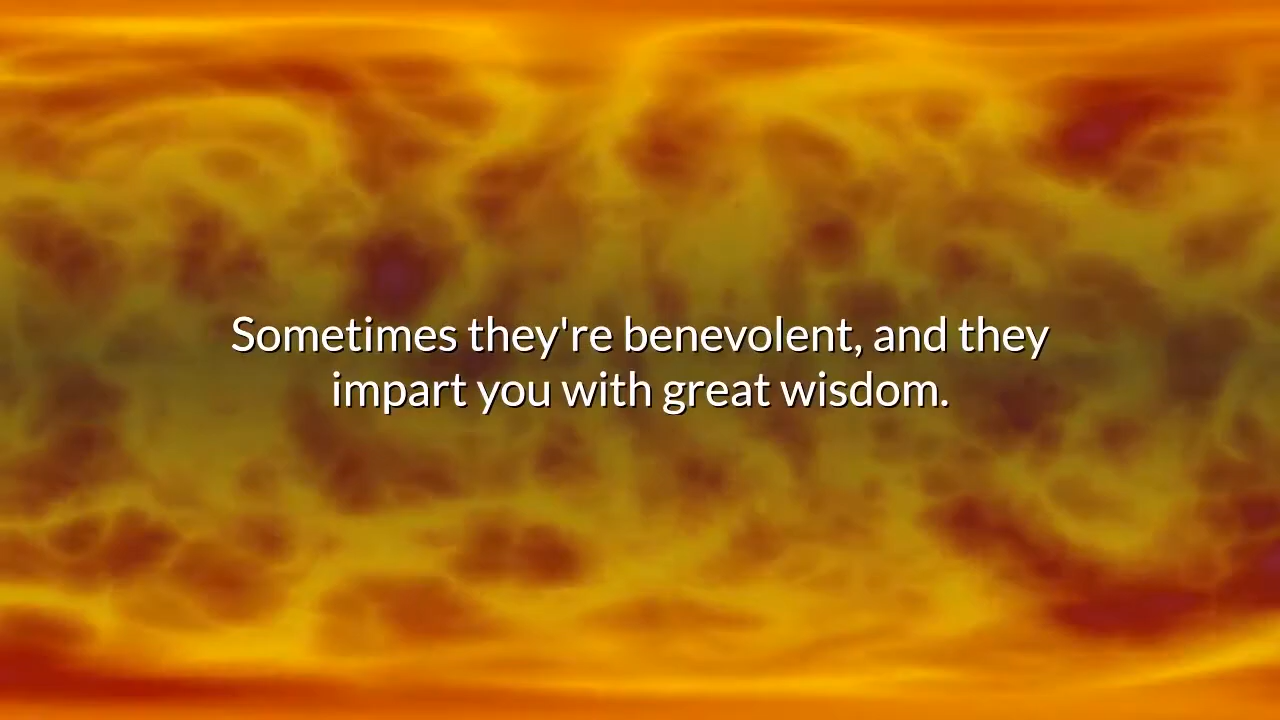 Sometimes they're benevolent, and they
impart you with great wisdom.